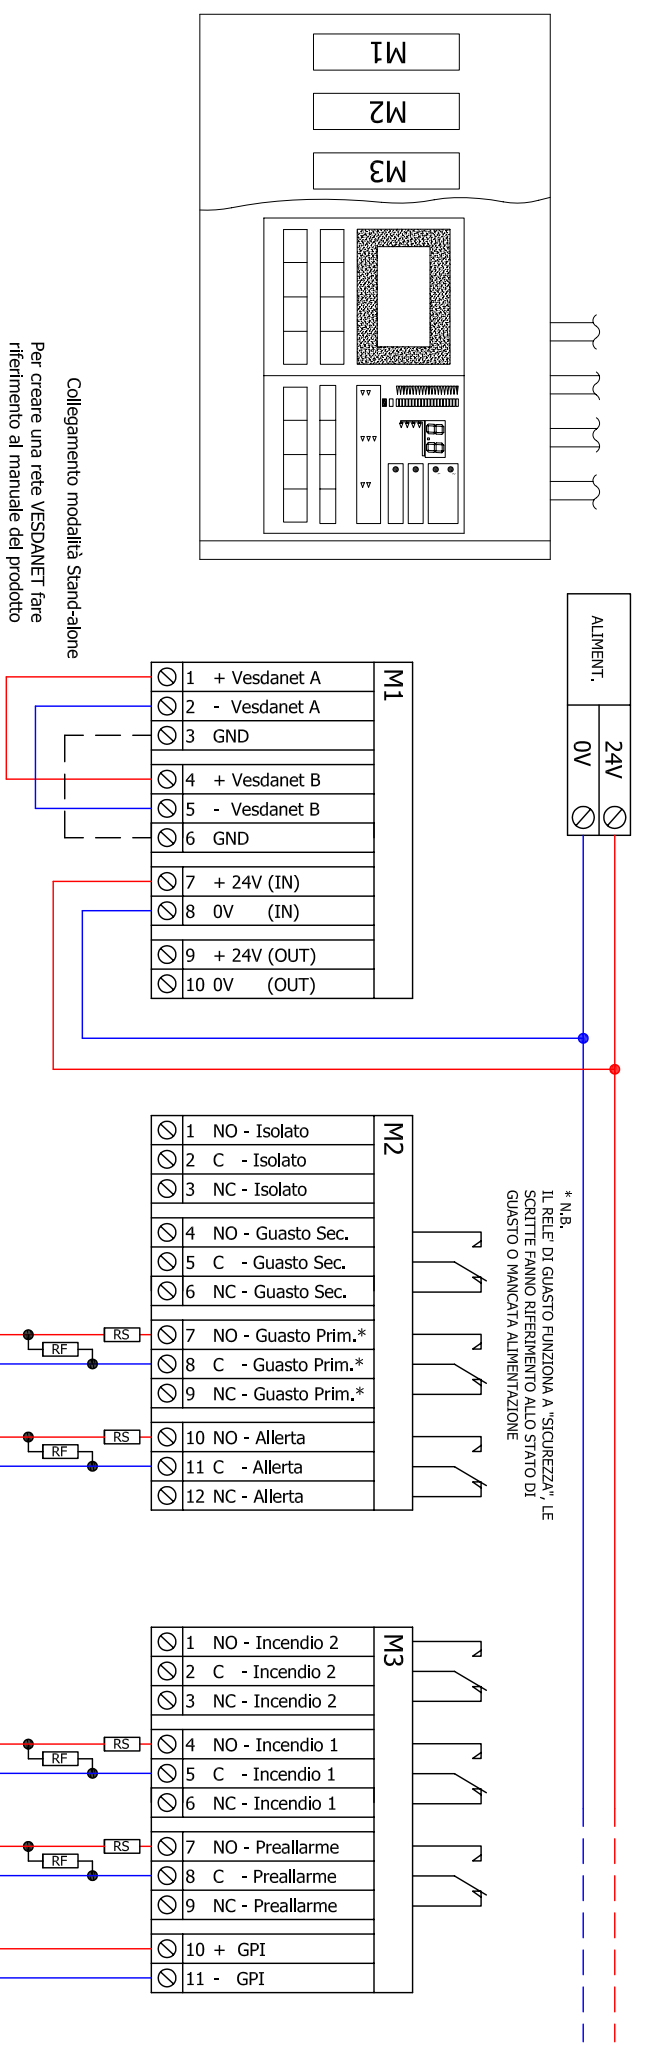 M1
M2
M3
Collegamento modalità Stand-alone
Per creare una rete VESDANET fare
riferimento al manuale del prodotto
ALIMENT.
24V
0V
M1
1 + Vesdanet A
2 - Vesdanet A
3 GND
4 + Vesdanet B
5 - Vesdanet B
6 GND
7 + 24V (IN)
8 0V (IN)
9 + 24V (OUT)
10 0V (OUT)
* N.B.
IL RELE' DI GUASTO FUNZIONA A "SICUREZZA", LE
SCRITTE FANNO RIFERIMENTO ALLO STATO DI
GUASTO O MANCATA ALIMENTAZIONE
M2
1 NO - Isolato
2 C - Isolato
3 NC - Isolato
4 NO - Guasto Sec.
5 C - Guasto Sec.
6 NC - Guasto Sec.
RS
7 NO - Guasto Prim.*
RF
8 C - Guasto Prim.*
9 NC - Guasto Prim.*
RS
10 NO - Allerta
RF
11 C - Allerta
12 NC - Allerta
M3
1 NO - Incendio 2
2 C - Incendio 2
3 NC - Incendio 2
RS
4 NO - Incendio 1
RF
5 C - Incendio 1
6 NC - Incendio 1
RS
7 NO - Preallarme
RF
8 C - Preallarme
9 NC - Preallarme
10 + GPI
11 - GPI